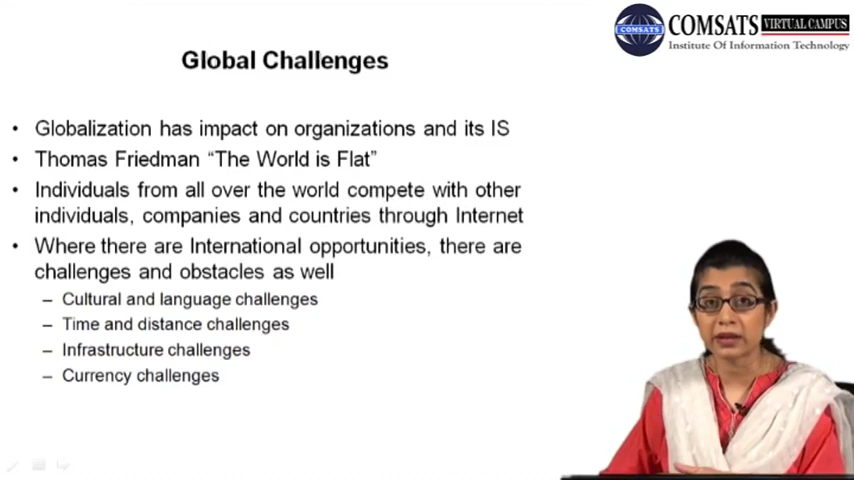 COMSATS VIRTUAL CAMPUS
Institute Of Information Technology
COMSATS
Global Challenges
• Globalization has impact on organizations and its IS
• Thomas Friedman “The World is Flat”
• Individuals from all over the world compete with other
individuals, companies and countries through Internet
• Where there are International opportunities, there are
challenges and obstacles as well
– Cultural and language challenges
– Time and distance challenges
– Infrastructure challenges
– Currency challenges